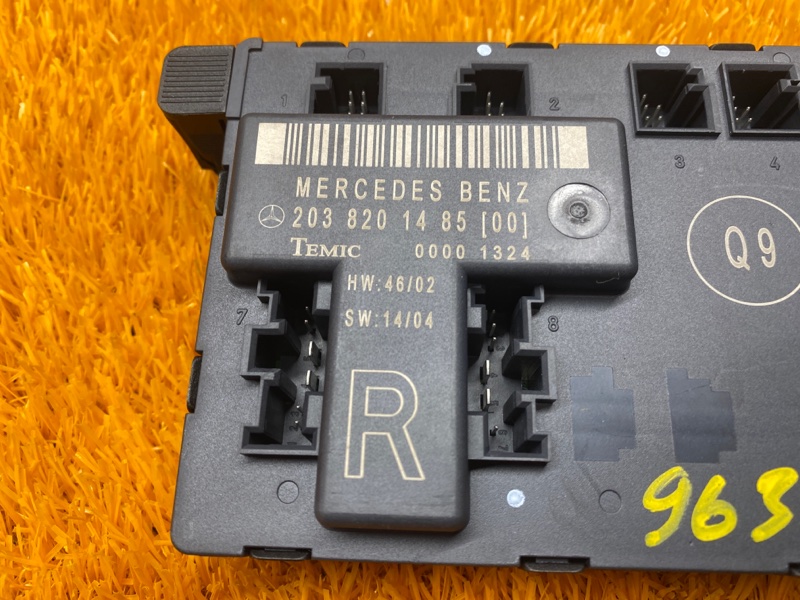 1
2
3
4
MERCEDES BENZ
203 820 14 85 [00]
TEMIC 0000 1324
HW:46/02
SW:14/04
Q9
7
8
R
963